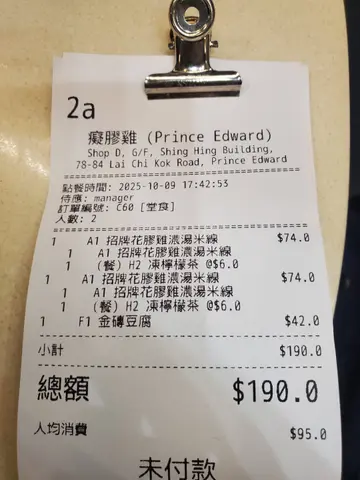 2a
癡膠雞 (Prince Edward)
Shop D, G/F, Shing Hing Building,
78-84 Lai Chi Kok Road, Prince Edward
點餐時間: 2025-10-09 17:42:53
侍應: manager
訂單編號: C60 [堂食]
人數: 2
1 A1 招牌花膠雞濃湯米線 $74.0
1 A1 招牌花膠雞濃湯米線
1 (餐) H2 凍檸檬茶 @$6.0
1 A1 招牌花膠雞濃湯米線 $74.0
1 A1 招牌花膠雞濃湯米線
1 (餐) H2 凍檸檬茶 @$6.0
1 F1 金磚豆腐 $42.0
小計 $190.0
總額 $190.0
人均消費 $95.0
未付款